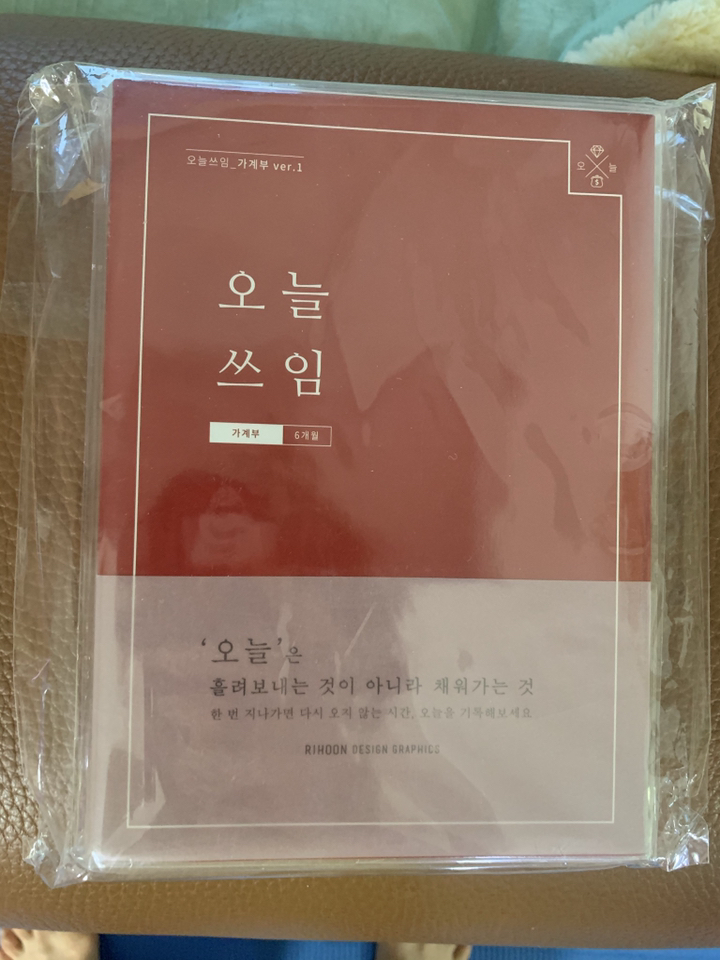 오늘쓰임_가계부 ver.1
오 늘
$
오늘
쓰임
가계부 6개월
‘오늘’은
흘려보내는 것이 아니라 채워가는 것
한 번 지나가면 다시 오지 않는 시간, 오늘을 기록해보세요
RIHOON DESIGN GRAPHICS